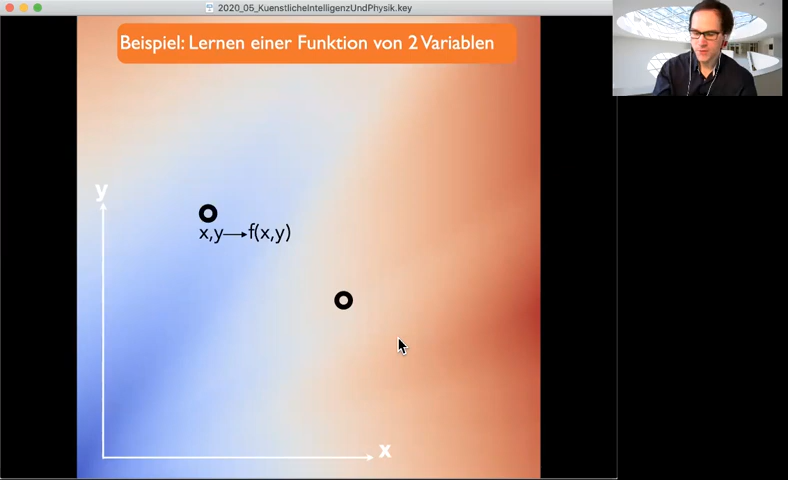 2020_05_KuenstlicheIntelligenzUndPhysik.key
Beispiel: Lernen einer Funktion von 2 Variablen
y
x,y→f(x,y)
x